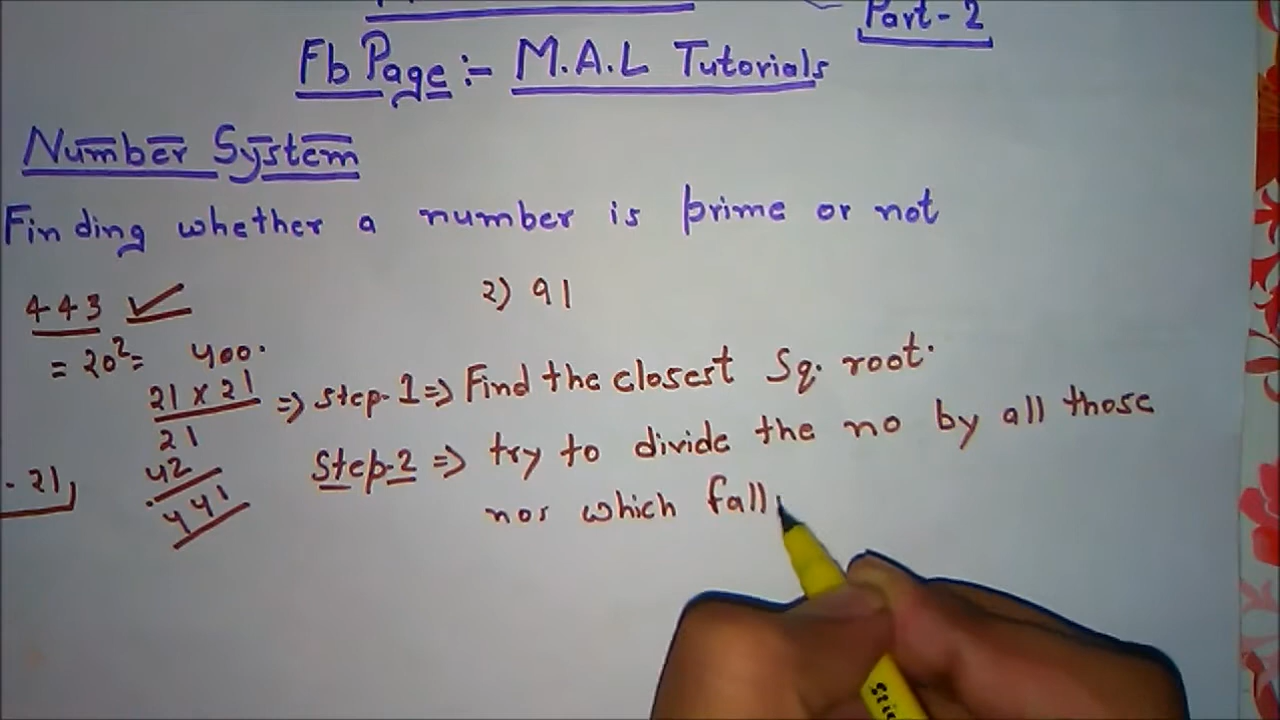 Part-2
Fb Page:- M.A.L Tutorials
Number System
Finding whether a number is prime or not
443 ✓
2) 91
= 20²= 400.
21 x 21 => Step-1=> Find the closest Sq. root.
21
42
441
- 21
Step-2 => try to divide the no by all those
nos which fall